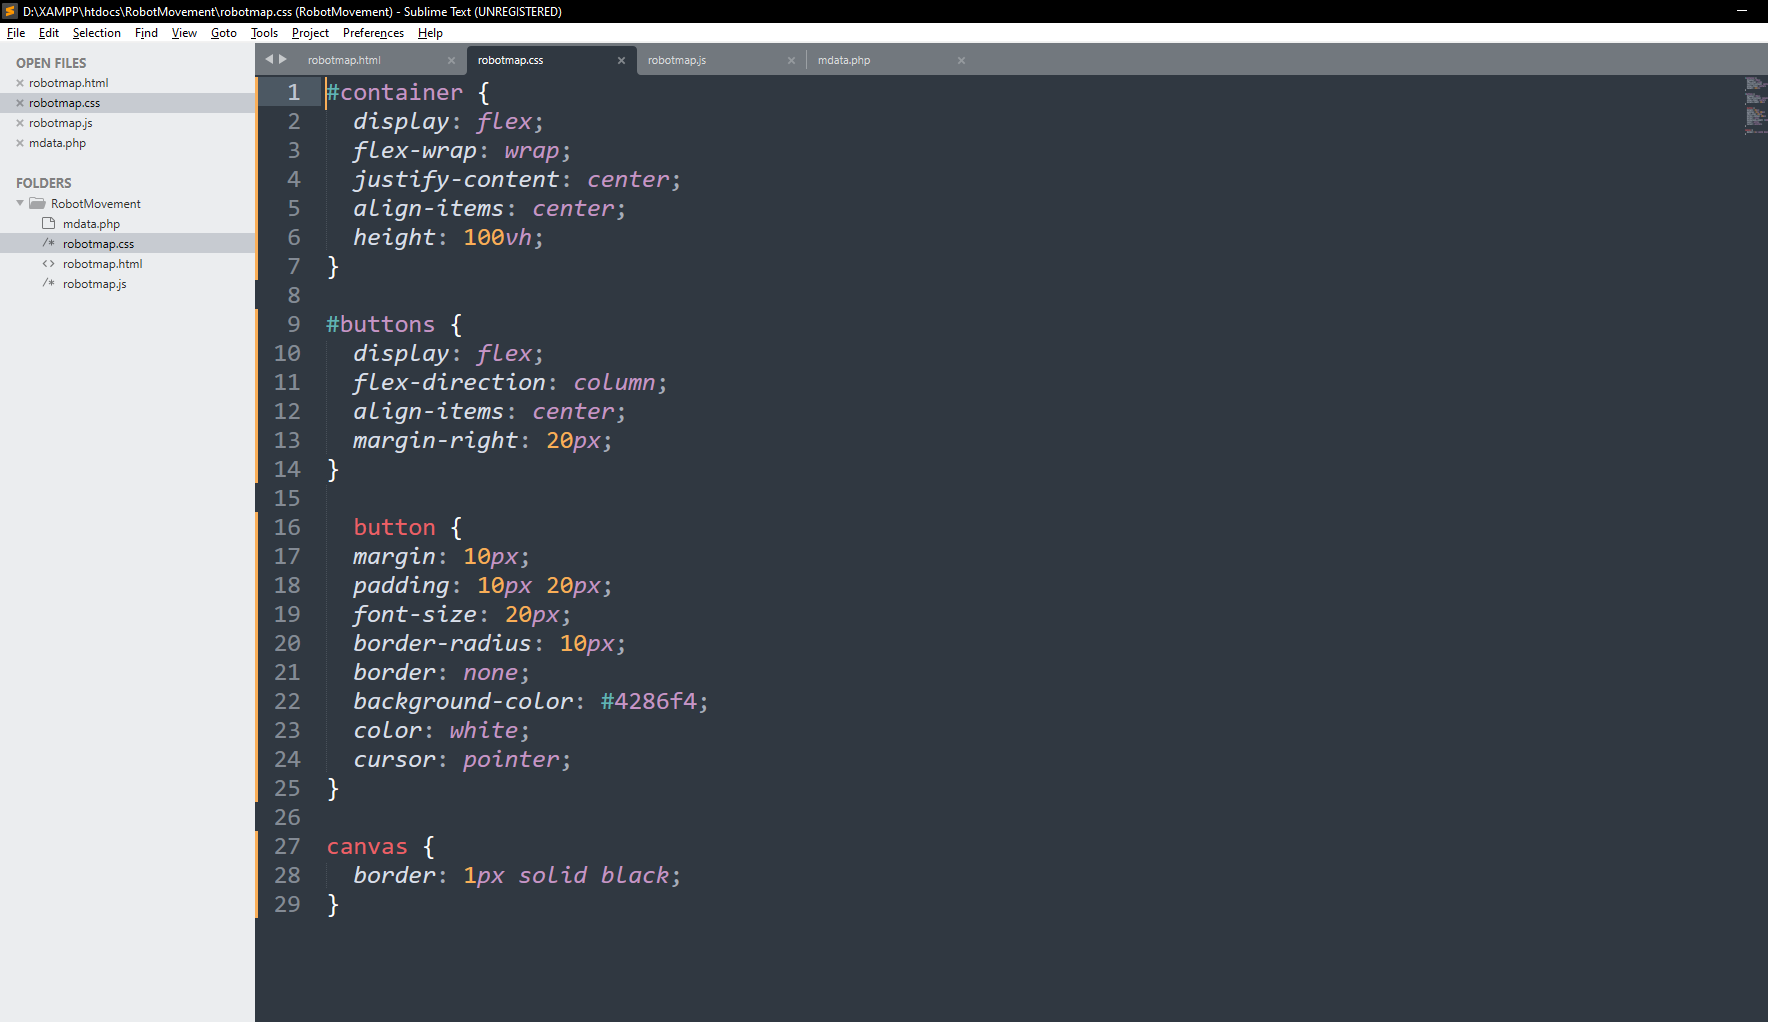 D:\XAMPP\htdocs\RobotMovement\robotmap.css (RobotMovement) - Sublime Text (UNREGISTERED)
File Edit Selection Find View Goto Tools Project Preferences Help
OPEN FILES
robotmap.html
robotmap.css
robotmap.js
mdata.php
FOLDERS
RobotMovement
mdata.php
/* robotmap.css
<> robotmap.html
/* robotmap.js
robotmap.html robotmap.css robotmap.js mdata.php
1 #container {
2   display: flex;
3   flex-wrap: wrap;
4   justify-content: center;
5   align-items: center;
6   height: 100vh;
7 }
8
9 #buttons {
10   display: flex;
11   flex-direction: column;
12   align-items: center;
13   margin-right: 20px;
14 }
15
16   button {
17   margin: 10px;
18   padding: 10px 20px;
19   font-size: 20px;
20   border-radius: 10px;
21   border: none;
22   background-color: #4286f4;
23   color: white;
24   cursor: pointer;
25 }
26
27 canvas {
28   border: 1px solid black;
29 }